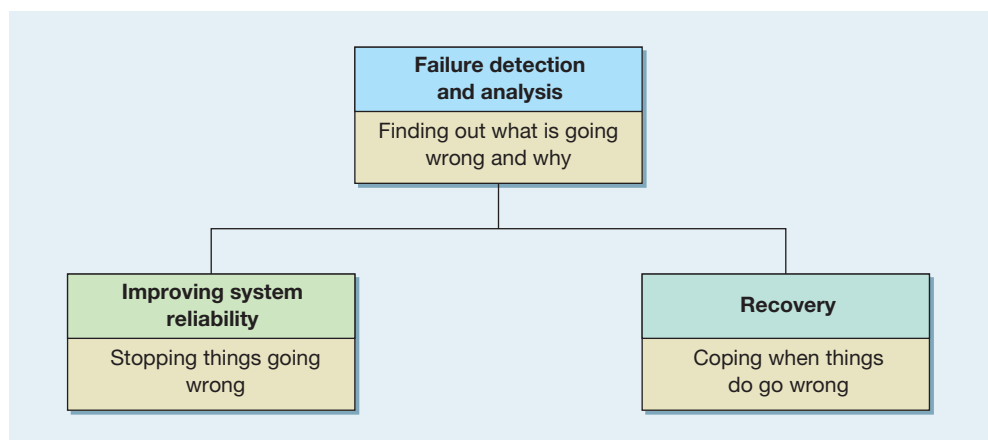 Failure detection
and analysis
Finding out what is going
wrong and why
Improving system
reliability
Stopping things going
wrong
Recovery
Coping when things
do go wrong